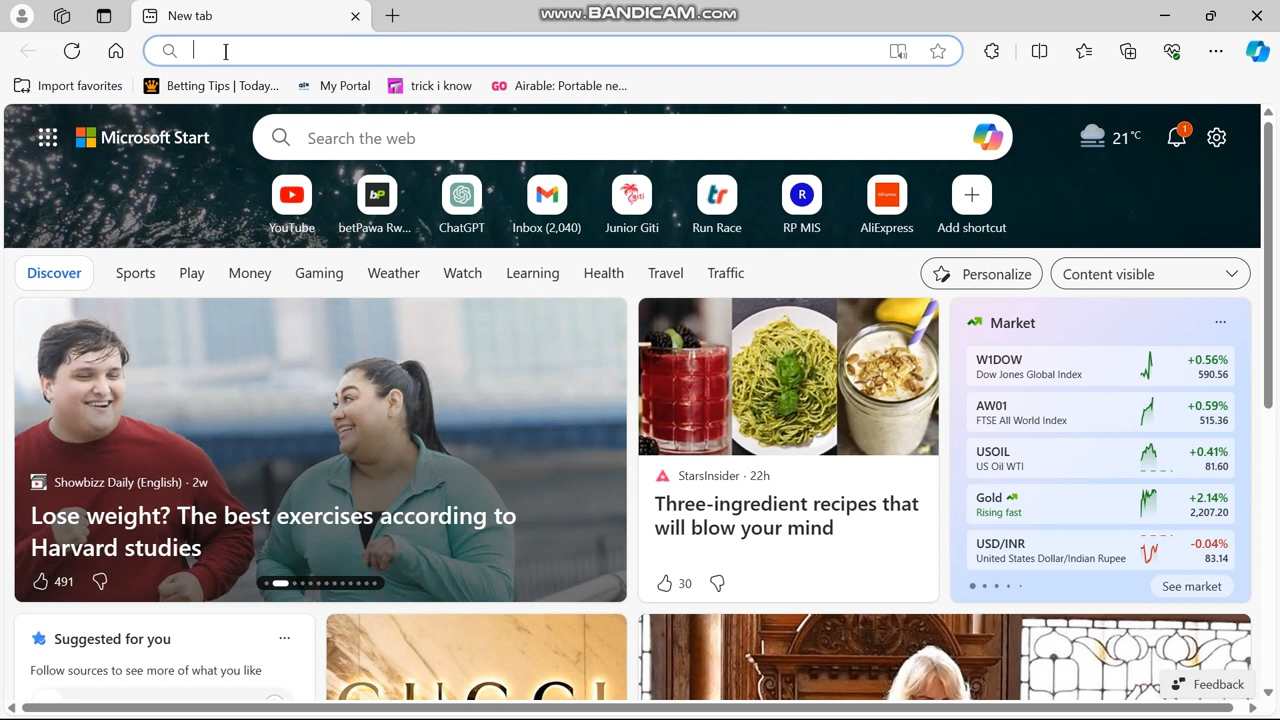 New tab
www.BANDICAM.com
Import favorites
Betting Tips | Today...
My Portal
trick i know
GO
Airable: Portable ne...
Microsoft Start
Search the web
21°C
1
bP
tr
R
AliExpress
YouTube
betPawa Rw...
ChatGPT
Inbox (2,040)
Junior Giti
Run Race
RP MIS
AliExpress
Add shortcut
Discover
Sports
Play
Money
Gaming
Weather
Watch
Learning
Health
Travel
Traffic
Personalize
Content visible
Showbizz Daily (English) · 2w
Lose weight? The best exercises according to
Harvard studies
491
StarsInsider · 22h
Three-ingredient recipes that
will blow your mind
30
Market
W1DOW
+0.56%
Dow Jones Global Index
590.56
AW01
+0.59%
FTSE All World Index
515.36
USOIL
+0.41%
US Oil WTI
81.60
Gold
+2.14%
Rising fast
2,207.20
USD/INR
-0.04%
United States Dollar/Indian Rupee
83.14
See market
Suggested for you
Follow sources to see more of what you like
GUCCI
Feedback